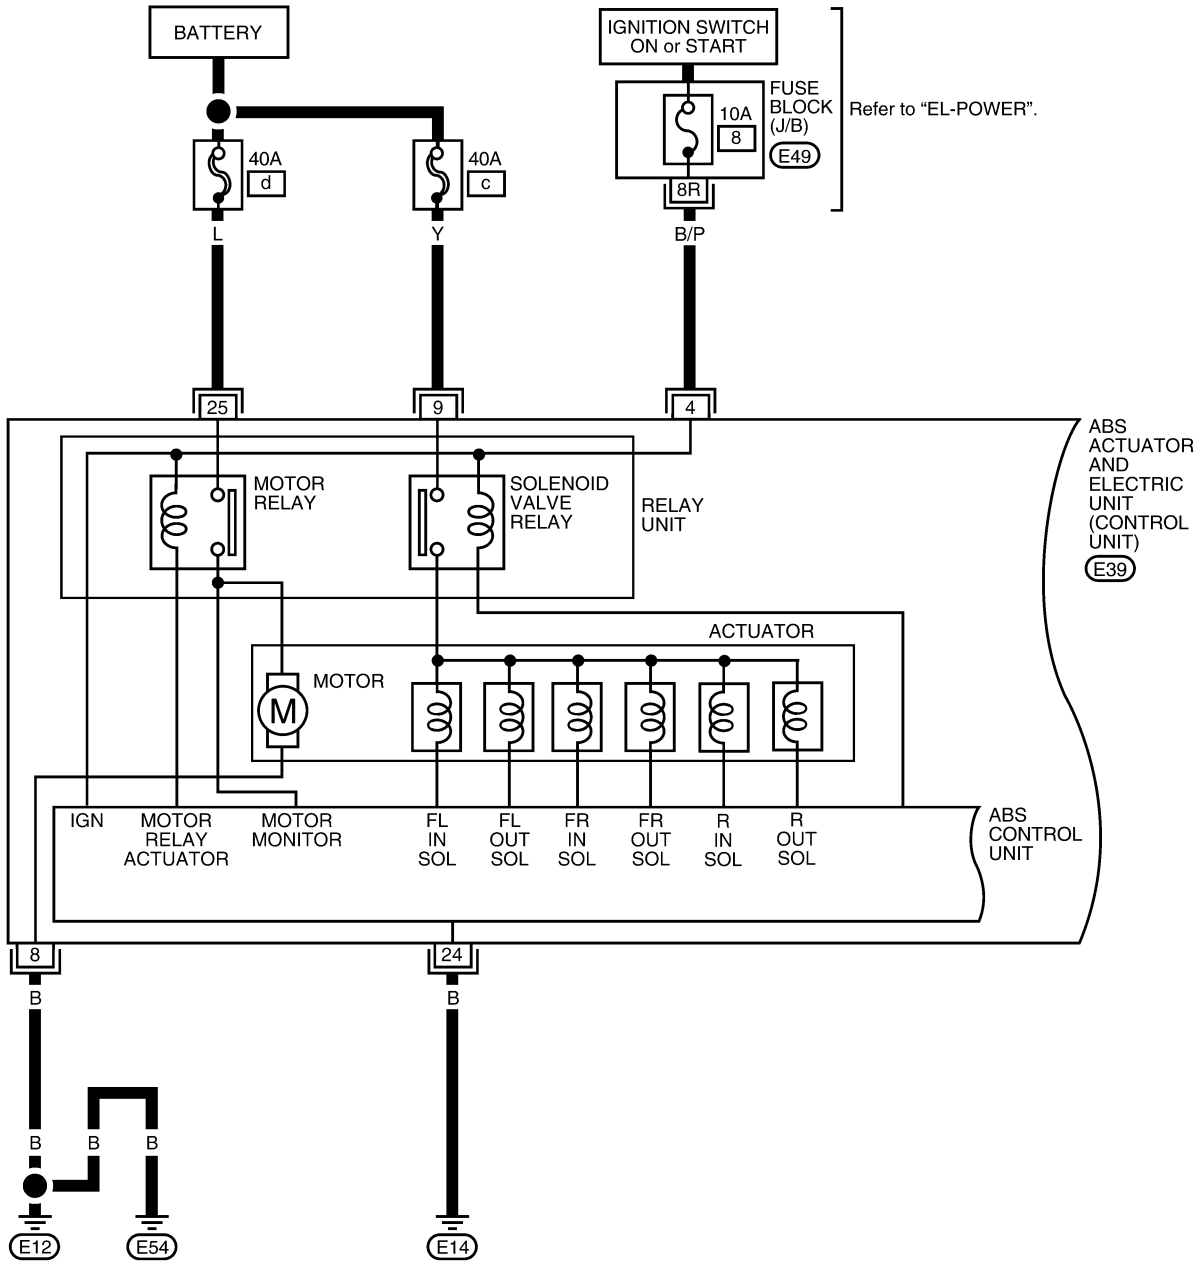 BATTERY
IGNITION SWITCH
ON or START
FUSE
BLOCK
(J/B)
E49
Refer to “EL-POWER”.
40A
d
40A
c
10A
8
8R
L
Y
B/P
25
9
4
ABS
ACTUATOR
AND
ELECTRIC
UNIT
(CONTROL
UNIT)
E39
MOTOR
RELAY
SOLENOID
VALVE
RELAY
RELAY
UNIT
ACTUATOR
MOTOR
M
IGN
MOTOR
RELAY
ACTUATOR
MOTOR
MONITOR
FL
IN
SOL
FL
OUT
SOL
FR
IN
SOL
FR
OUT
SOL
R
IN
SOL
R
OUT
SOL
ABS
CONTROL
UNIT
8
24
B
B
B
B
B
E12
E54
E14